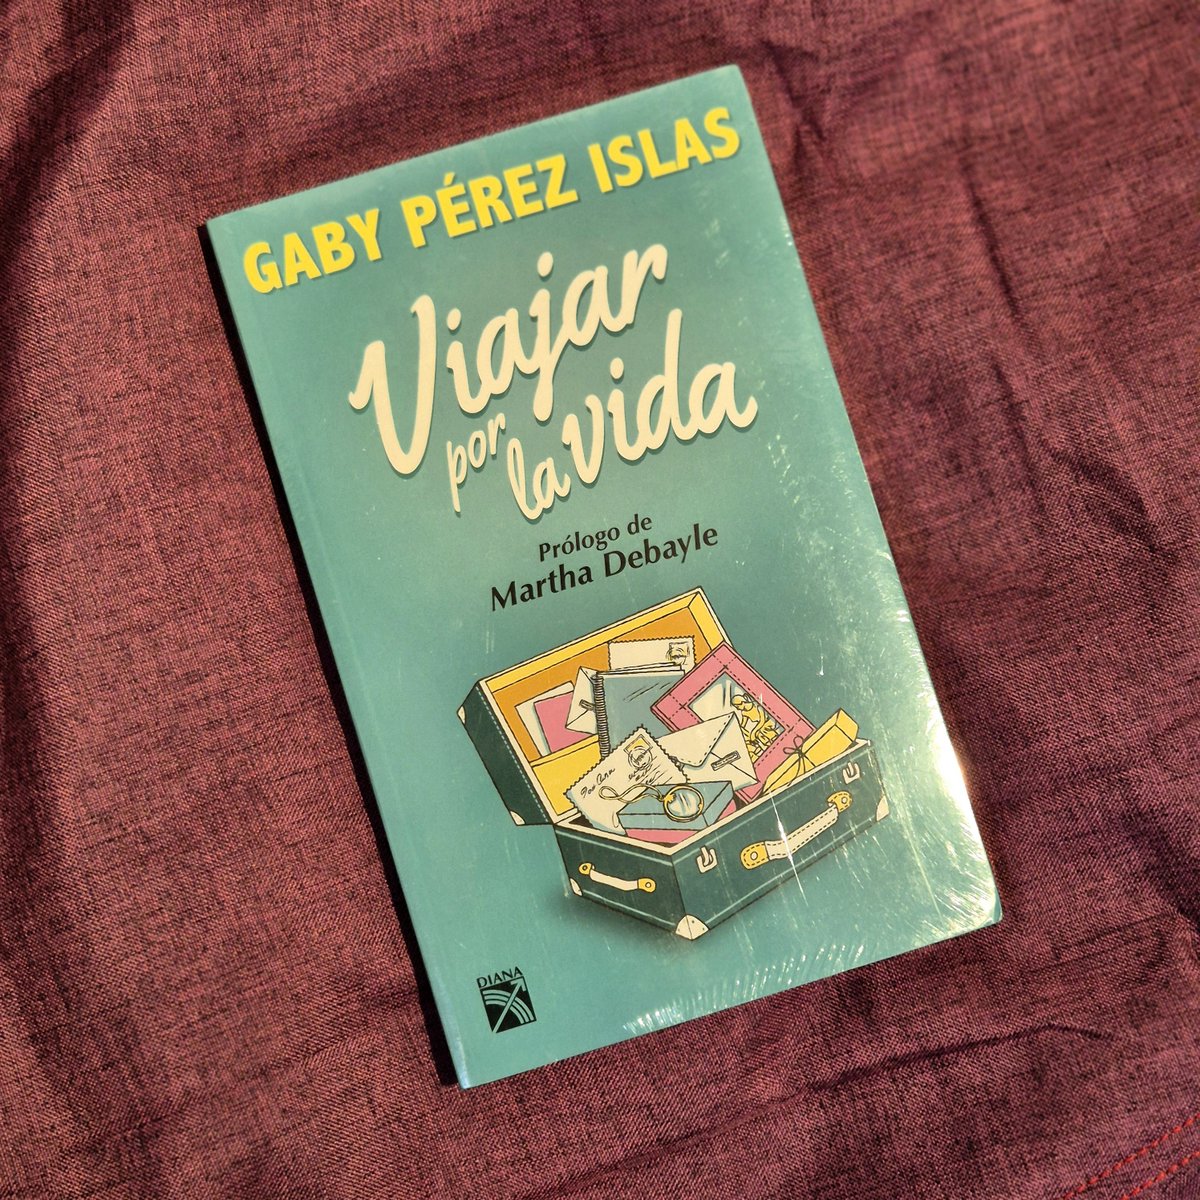 GABY PÉREZ ISLAS
Viajar
por
la vida
Prólogo de
Martha Debayle
DIANA